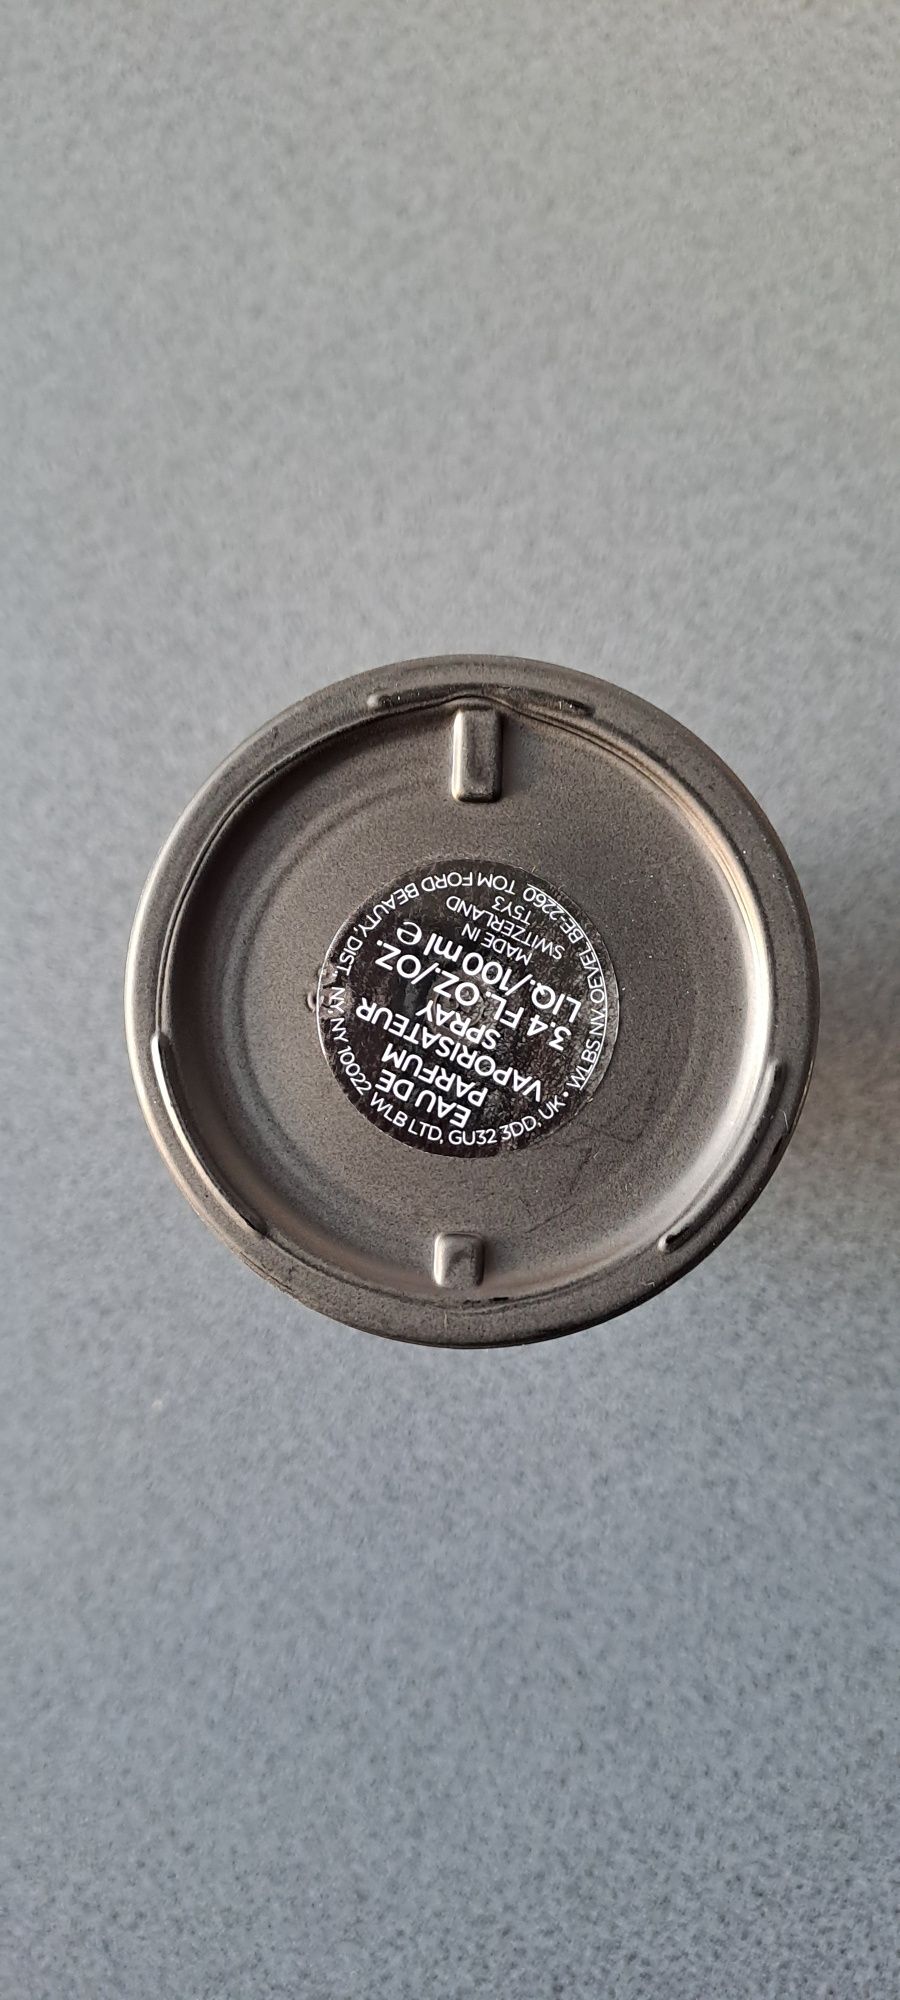 EAU DE
PARFUM
VAPORISATEUR
SPRAY
3.4 FL. OZ./OZ.
LIQ./100 ml e
MADE IN
SWITZERLAND
T5Y3
TOM FORD BEAUTY, DIST. NY, NY 10022 WLB LTD, GU32 3DD, UK • WLBS NV, OEVEL BE-2260